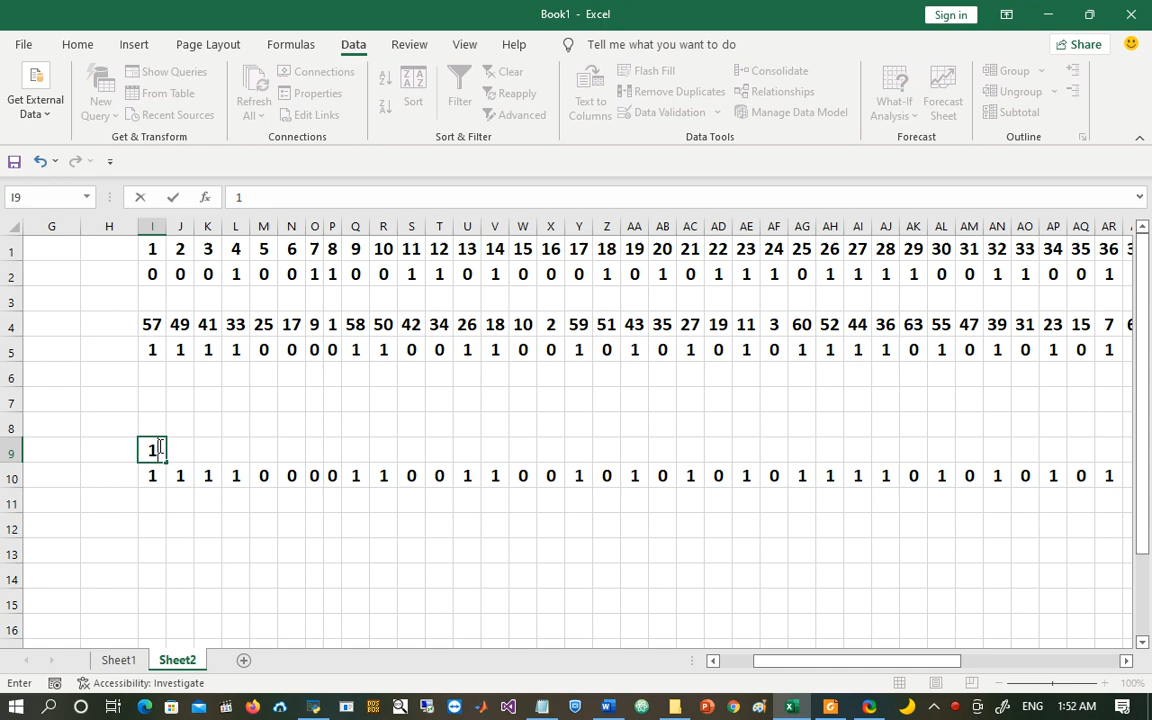 Book1 - Excel
Sign in
File Home Insert Page Layout Formulas Data Review View Help Tell me what you want to do Share
Get External Data
New Query
Show Queries
From Table
Recent Sources
Get & Transform
Refresh All
Connections
Properties
Edit Links
Connections
Sort
Filter
Clear
Reapply
Advanced
Sort & Filter
Text to Columns
Flash Fill
Remove Duplicates
Data Validation
Consolidate
Relationships
Manage Data Model
Data Tools
What-If Analysis
Forecast Sheet
Forecast
Group
Ungroup
Subtotal
Outline
I9 fx 1
G H I J K L M N O P Q R S T U V W X Y Z AA AB AC AD AE AF AG AH AI AJ AK AL AM AN AO AP AQ AR
1 1 2 3 4 5 6 7 8 9 10 11 12 13 14 15 16 17 18 19 20 21 22 23 24 25 26 27 28 29 30 31 32 33 34 35 36
2 0 0 0 1 0 0 1 1 0 0 1 1 0 1 0 0 0 1 0 1 0 1 1 1 0 1 1 1 1 0 0 1 0 0 0 1
3
4 57 49 41 33 25 17 9 1 58 50 42 34 26 18 10 2 59 51 43 35 27 19 11 3 60 52 44 36 63 55 47 39 31 23 15 7
5 1 1 1 1 0 0 0 0 1 1 0 0 1 1 0 0 1 0 1 0 1 0 1 0 1 1 1 1 0 1 0 1 0 1 0 1
6
7
8
9 1
10 1 1 1 1 0 0 0 0 1 1 0 0 1 1 0 0 1 0 1 0 1 0 1 0 1 1 1 1 0 1 0 1 0 1 0 1
11
12
13
14
15
16
Sheet1 Sheet2
Enter Accessibility: Investigate 100%
ENG 1:52 AM